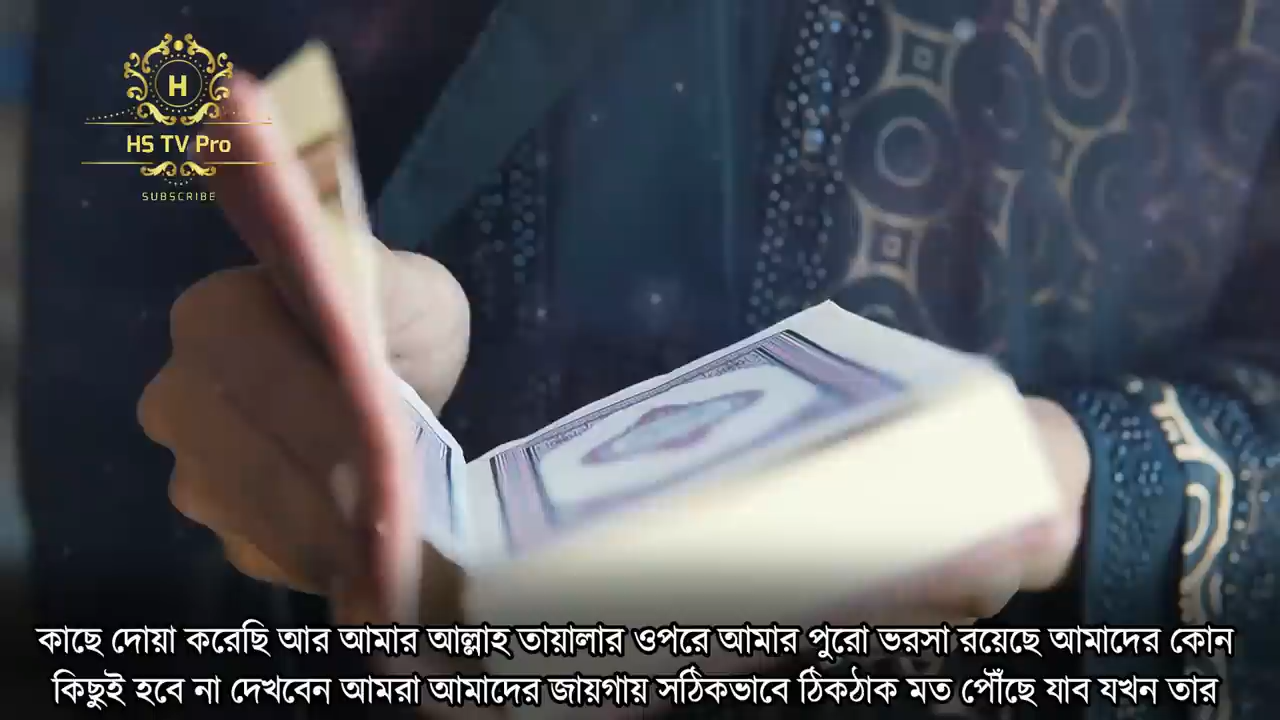 H
HS TV Pro
SUBSCRIBE
কাছে দোয়া করেছি আর আমার আল্লাহ তায়ালার ওপরে আমার পুরো ভরসা রয়েছে আমাদের কোন
কিছুই হবে না দেখবেন আমরা আমাদের জায়গায় সঠিকভাবে ঠিকঠাক মত পৌঁছে যাব যখন তার